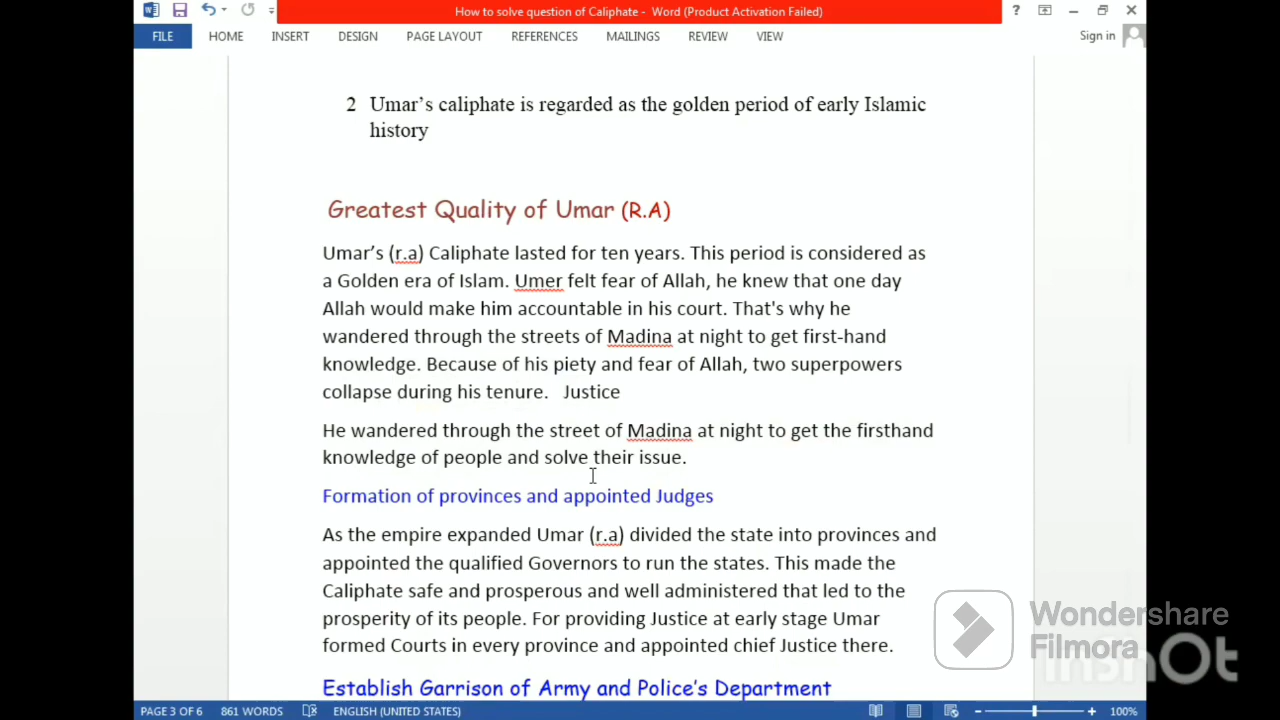 How to solve question of Caliphate - Word (Product Activation Failed)
?
FILE HOME INSERT DESIGN PAGE LAYOUT REFERENCES MAILINGS REVIEW VIEW Sign in
2 Umar's caliphate is regarded as the golden period of early Islamic
history
Greatest Quality of Umar (R.A)
Umar's (r.a) Caliphate lasted for ten years. This period is considered as
a Golden era of Islam. Umer felt fear of Allah, he knew that one day
Allah would make him accountable in his court. That's why he
wandered through the streets of Madina at night to get first-hand
knowledge. Because of his piety and fear of Allah, two superpowers
collapse during his tenure. Justice
He wandered through the street of Madina at night to get the firsthand
knowledge of people and solve their issue.
Formation of provinces and appointed Judges
As the empire expanded Umar (r.a) divided the state into provinces and
appointed the qualified Governors to run the states. This made the
Caliphate safe and prosperous and well administered that led to the
prosperity of its people. For providing Justice at early stage Umar
formed Courts in every province and appointed chief Justice there.
Establish Garrison of Army and Police's Department
Wondershare
Filmora
InShOt
PAGE 3 OF 6 861 WORDS ENGLISH (UNITED STATES) 100%